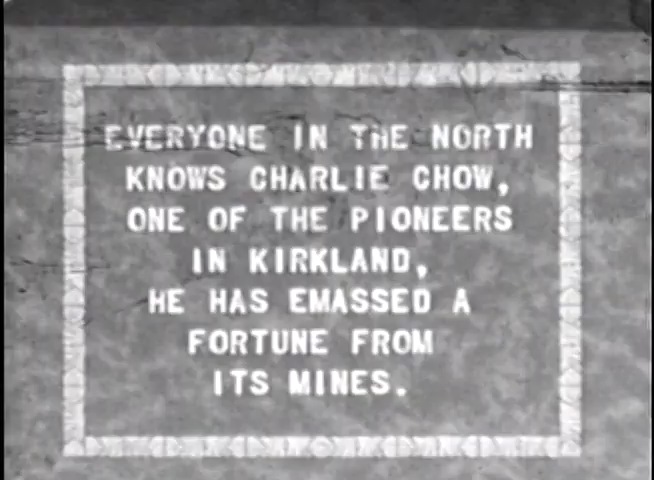 EVERYONE IN THE NORTH
KNOWS CHARLIE CHOW,
ONE OF THE PIONEERS
IN KIRKLAND,
HE HAS EMASSED A
FORTUNE FROM
ITS MINES.